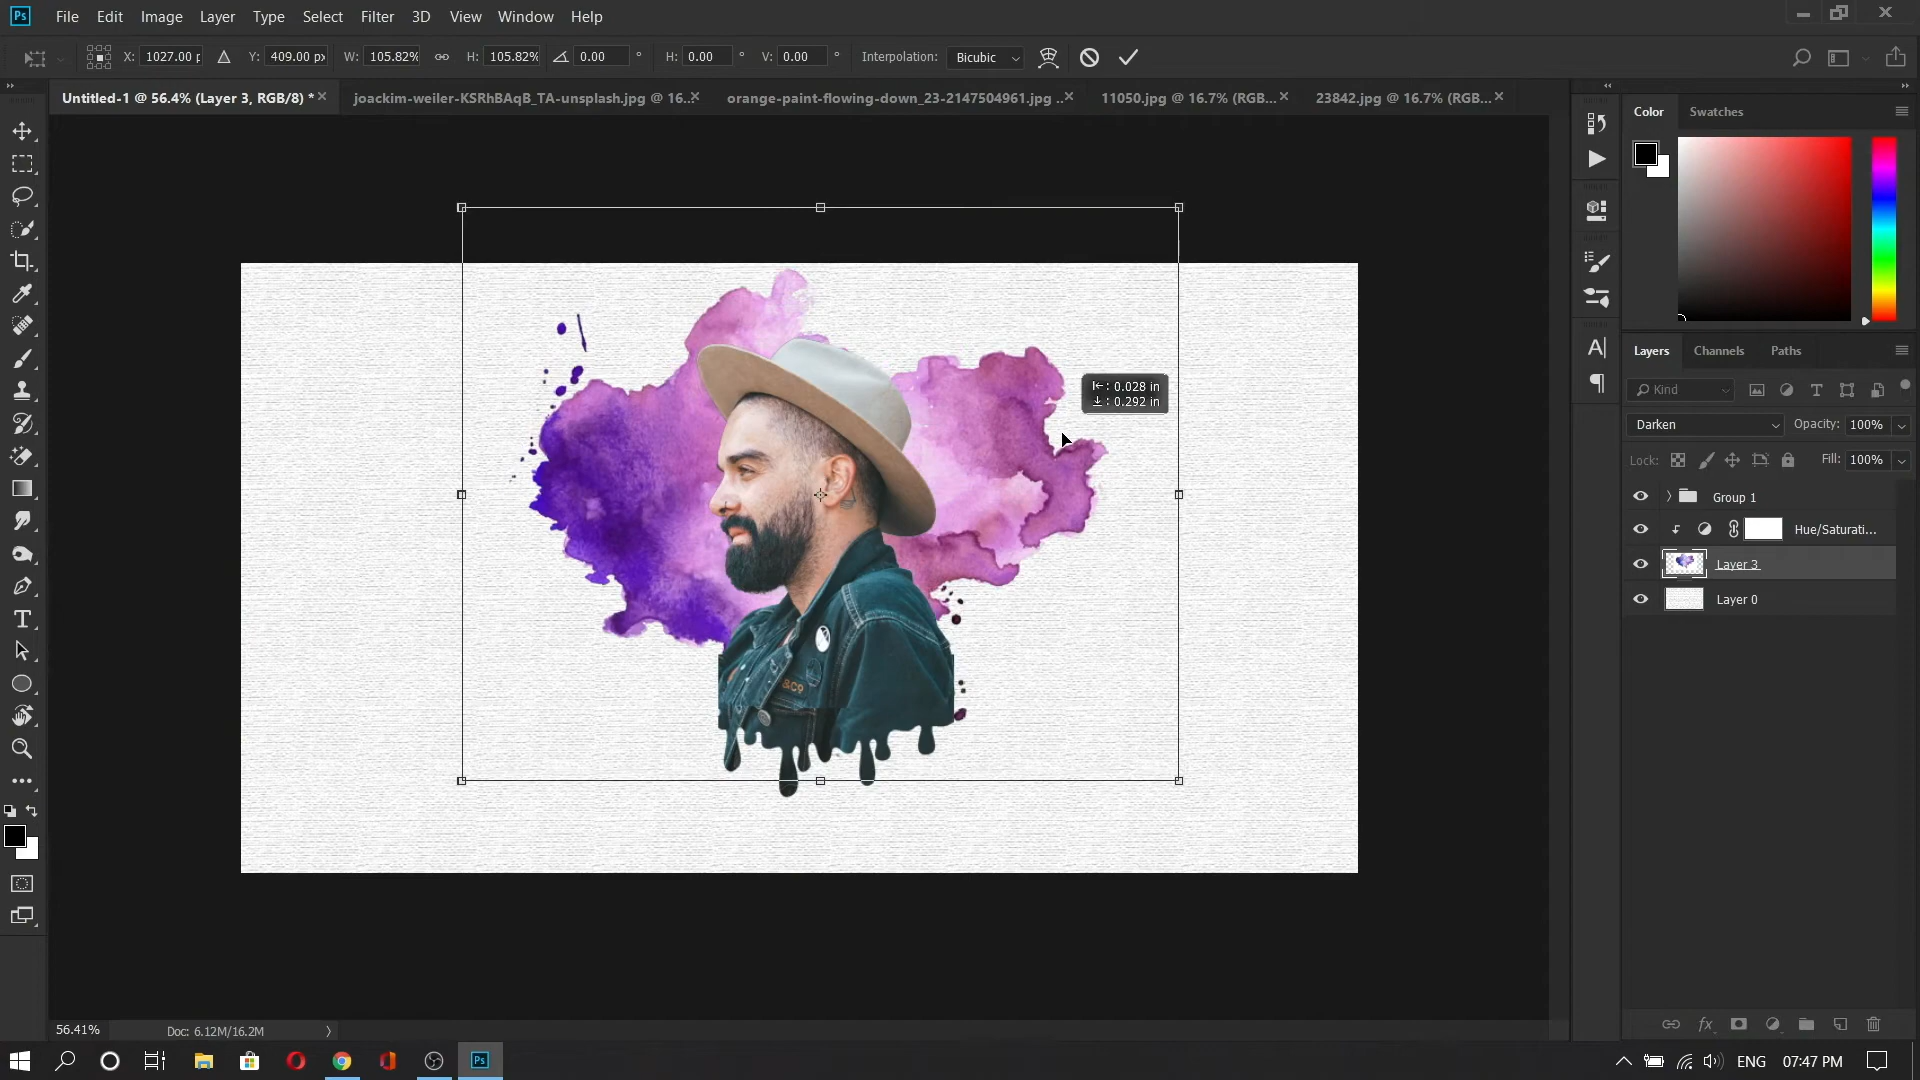 Ps File Edit Image Layer Type Select Filter 3D View Window Help
X: 1027.00 p Y: 409.00 px W: 105.82% H: 105.82% 0.00 ° H: 0.00 ° V: 0.00 ° Interpolation: Bicubic
Untitled-1 @ 56.4% (Layer 3, RGB/8) * joackim-weiler-KSRhBAqB_TA-unsplash.jpg @ 16... orange-paint-flowing-down_23-2147504961.jpg ... 11050.jpg @ 16.7% (RGB... 23842.jpg @ 16.7% (RGB...
Color Swatches
Layers Channels Paths
Kind
Darken Opacity: 100%
Lock: Fill: 100%
Group 1
Hue/Saturati...
Layer 3
Layer 0
: 0.028 in
: 0.292 in
&CO
56.41% Doc: 6.12M/16.2M
Ps ENG 07:47 PM